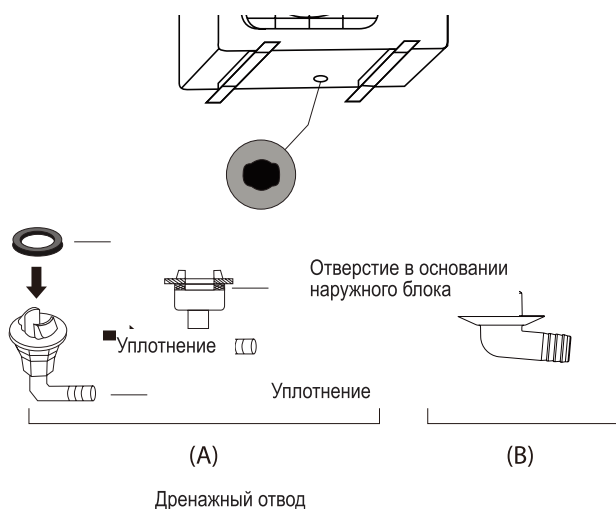 Отверстие в основании
наружного блока
Уплотнение
Уплотнение
(A)
(B)
Дренажный отвод